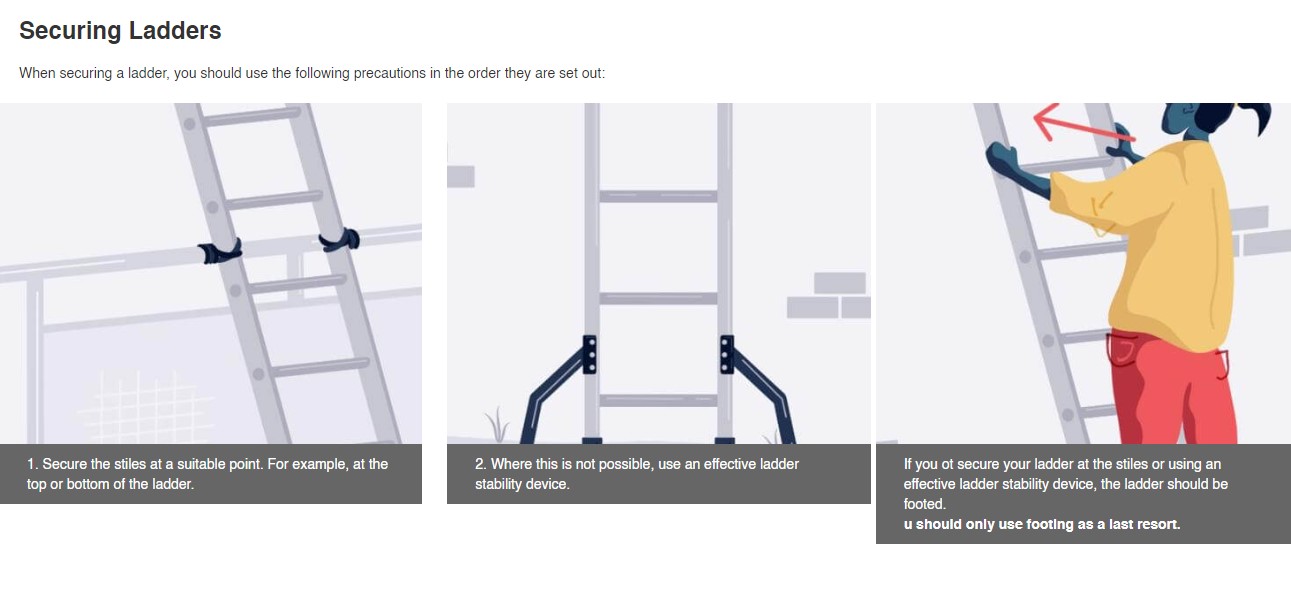 Securing Ladders
When securing a ladder, you should use the following precautions in the order they are set out:
1. Secure the stiles at a suitable point. For example, at the
top or bottom of the ladder.
2. Where this is not possible, use an effective ladder
stability device.
If you ot secure your ladder at the stiles or using an
effective ladder stability device, the ladder should be
footed.
u should only use footing as a last resort.